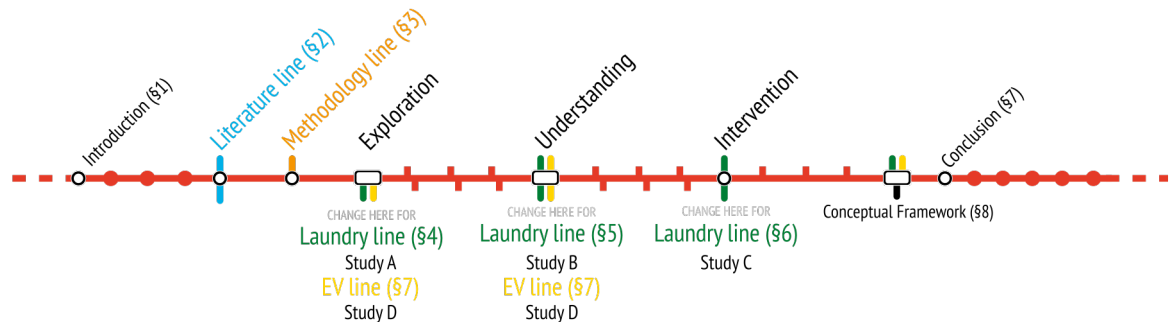 Introduction (§1)
Literature line (§2)
Methodology line (§3)
Exploration
Understanding
Intervention
Conclusion (§7)
CHANGE HERE FOR
Laundry line (§4)
Study A
EV line (§7)
Study D
CHANGE HERE FOR
Laundry line (§5)
Study B
EV line (§7)
Study D
CHANGE HERE FOR
Laundry line (§6)
Study C
Conceptual Framework (§8)